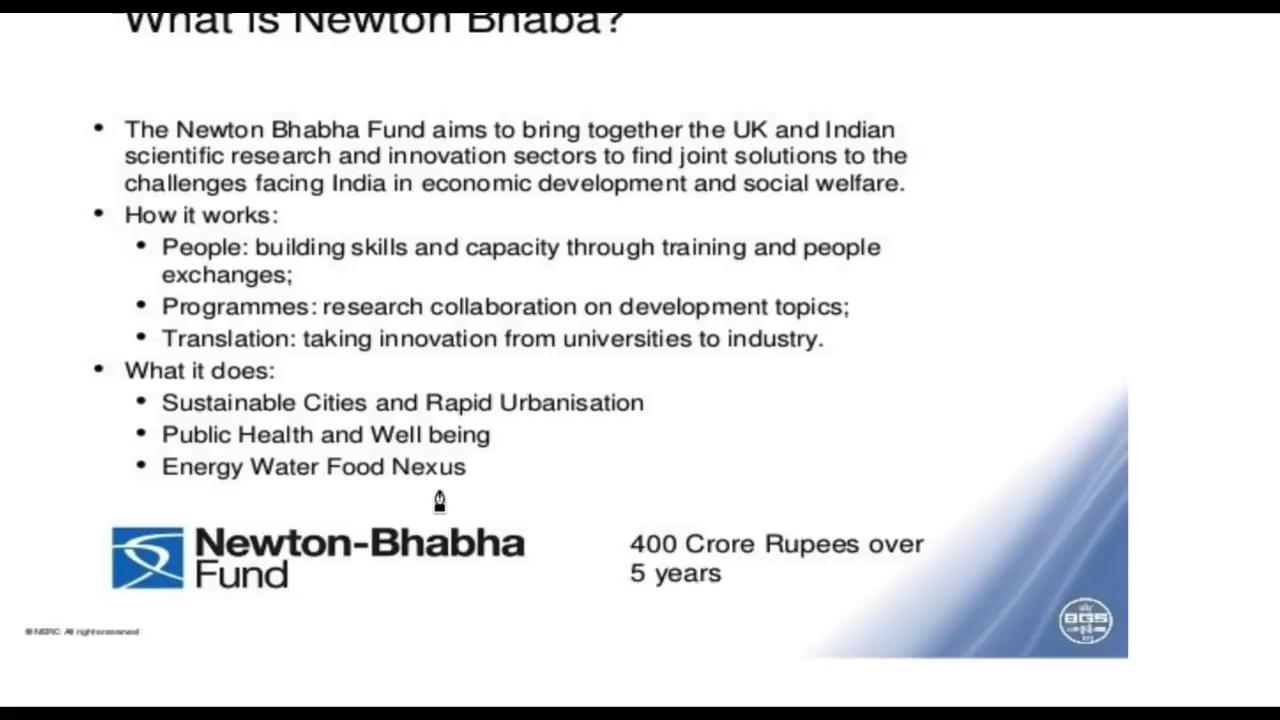 What is Newton Bhaba?
• The Newton Bhabha Fund aims to bring together the UK and Indian
scientific research and innovation sectors to find joint solutions to the
challenges facing India in economic development and social welfare.
• How it works:
• People: building skills and capacity through training and people
exchanges;
• Programmes: research collaboration on development topics;
• Translation: taking innovation from universities to industry.
• What it does:
• Sustainable Cities and Rapid Urbanisation
• Public Health and Well being
• Energy Water Food Nexus
Newton-Bhabha
Fund
400 Crore Rupees over
5 years
© NERC All rights reserved
BGS